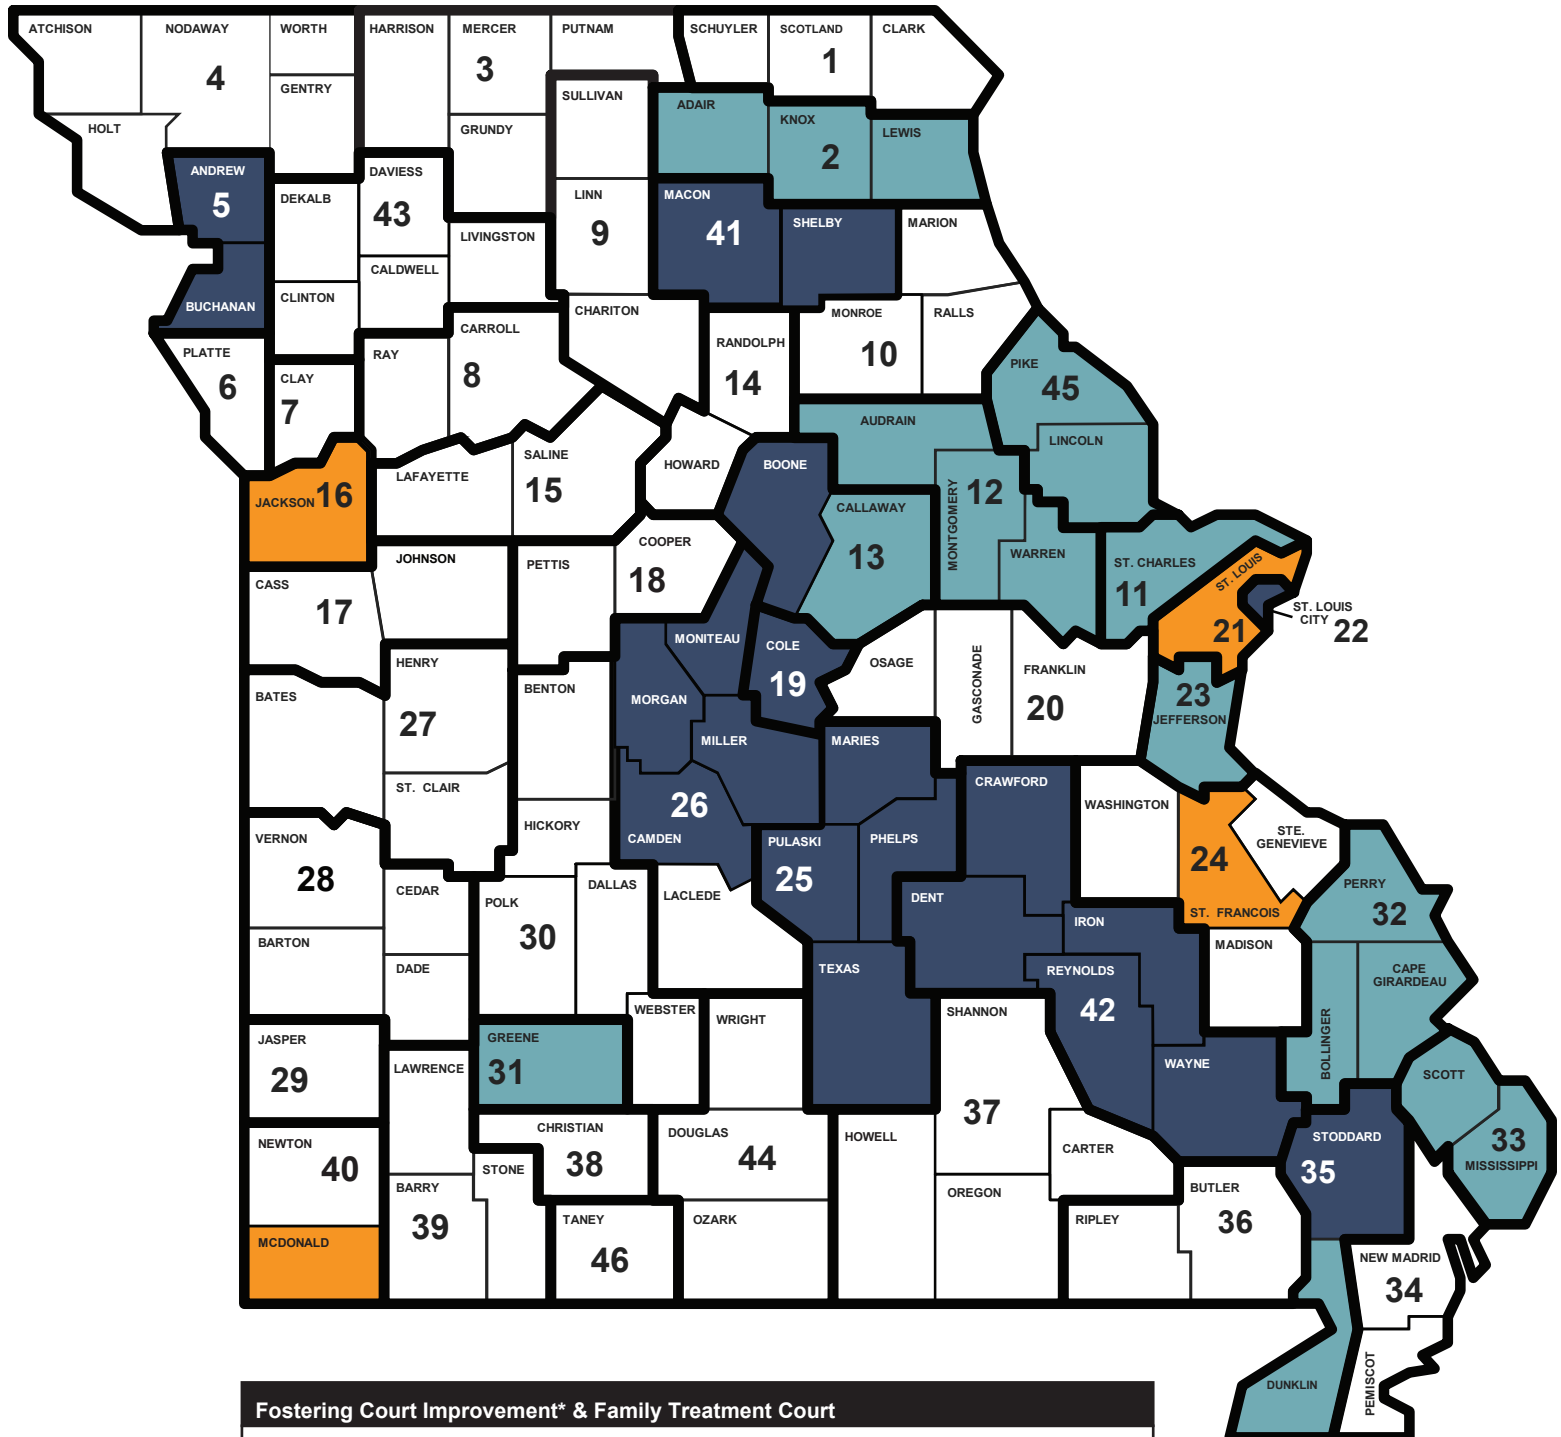 ATCHISON
NODAWAY
WORTH
HARRISON
MERCER
PUTNAM
SCHUYLER
SCOTLAND
CLARK
4
3
1
GENTRY
SULLIVAN
HOLT
GRUNDY
ADAIR
KNOX
LEWIS
2
ANDREW
5
DAVIESS
DEKALB
43
LINN
9
MACON
41
SHELBY
MARION
LIVINGSTON
CALDWELL
BUCHANAN
CLINTON
CHARITON
MONROE
RALLS
10
CARROLL
8
RAY
PLATTE
6
CLAY
7
RANDOLPH
14
PIKE
45
AUDRAIN
LINCOLN
JACKSON 16
LAFAYETTE
SALINE
15
HOWARD
BOONE
CALLAWAY
13
MONTGOMERY
12
WARREN
ST. CHARLES
11
ST. LOUIS
21
ST. LOUIS
CITY 22
CASS
17
JOHNSON
PETTIS
COOPER
18
MONITEAU
COLE
19
OSAGE
GASCONADE
FRANKLIN
20
23
JEFFERSON
BATES
HENRY
27
BENTON
MORGAN
MILLER
MARIES
ST. CLAIR
HICKORY
26
CAMDEN
PULASKI
25
PHELPS
CRAWFORD
WASHINGTON
STE.
GENEVIEVE
24
ST. FRANCOIS
PERRY
32
VERNON
28
CEDAR
POLK
30
DALLAS
LACLEDE
DENT
IRON
MADISON
BARTON
DADE
TEXAS
REYNOLDS
42
CAPE
GIRARDEAU
BOLLINGER
JASPER
29
LAWRENCE
GREENE
31
WEBSTER
WRIGHT
SHANNON
37
WAYNE
SCOTT
33
MISSISSIPPI
NEWTON
40
CHRISTIAN
38
STONE
DOUGLAS
44
HOWELL
CARTER
STODDARD
35
MCDONALD
BARRY
39
TANEY
46
OZARK
OREGON
RIPLEY
BUTLER
36
NEW MADRID
34
DUNKLIN
PEMISCOT
Fostering Court Improvement* & Family Treatment Court